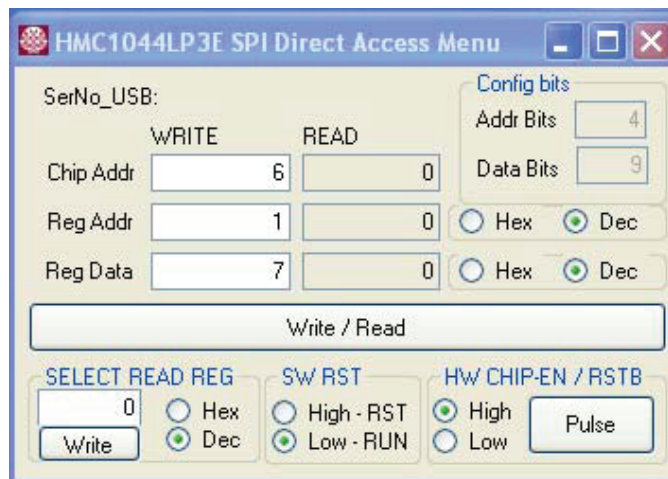 HMC1044LP3E SPI Direct Access Menu
SerNo_USB:
Config bits
Addr Bits 4
Data Bits 9
WRITE READ
Chip Addr 6 0
Reg Addr 1 0 Hex Dec
Reg Data 7 0 Hex Dec
Write / Read
SELECT READ REG
0 Hex
Write Dec
SW RST
High - RST
Low - RUN
HW CHIP-EN / RSTB
High
Low
Pulse